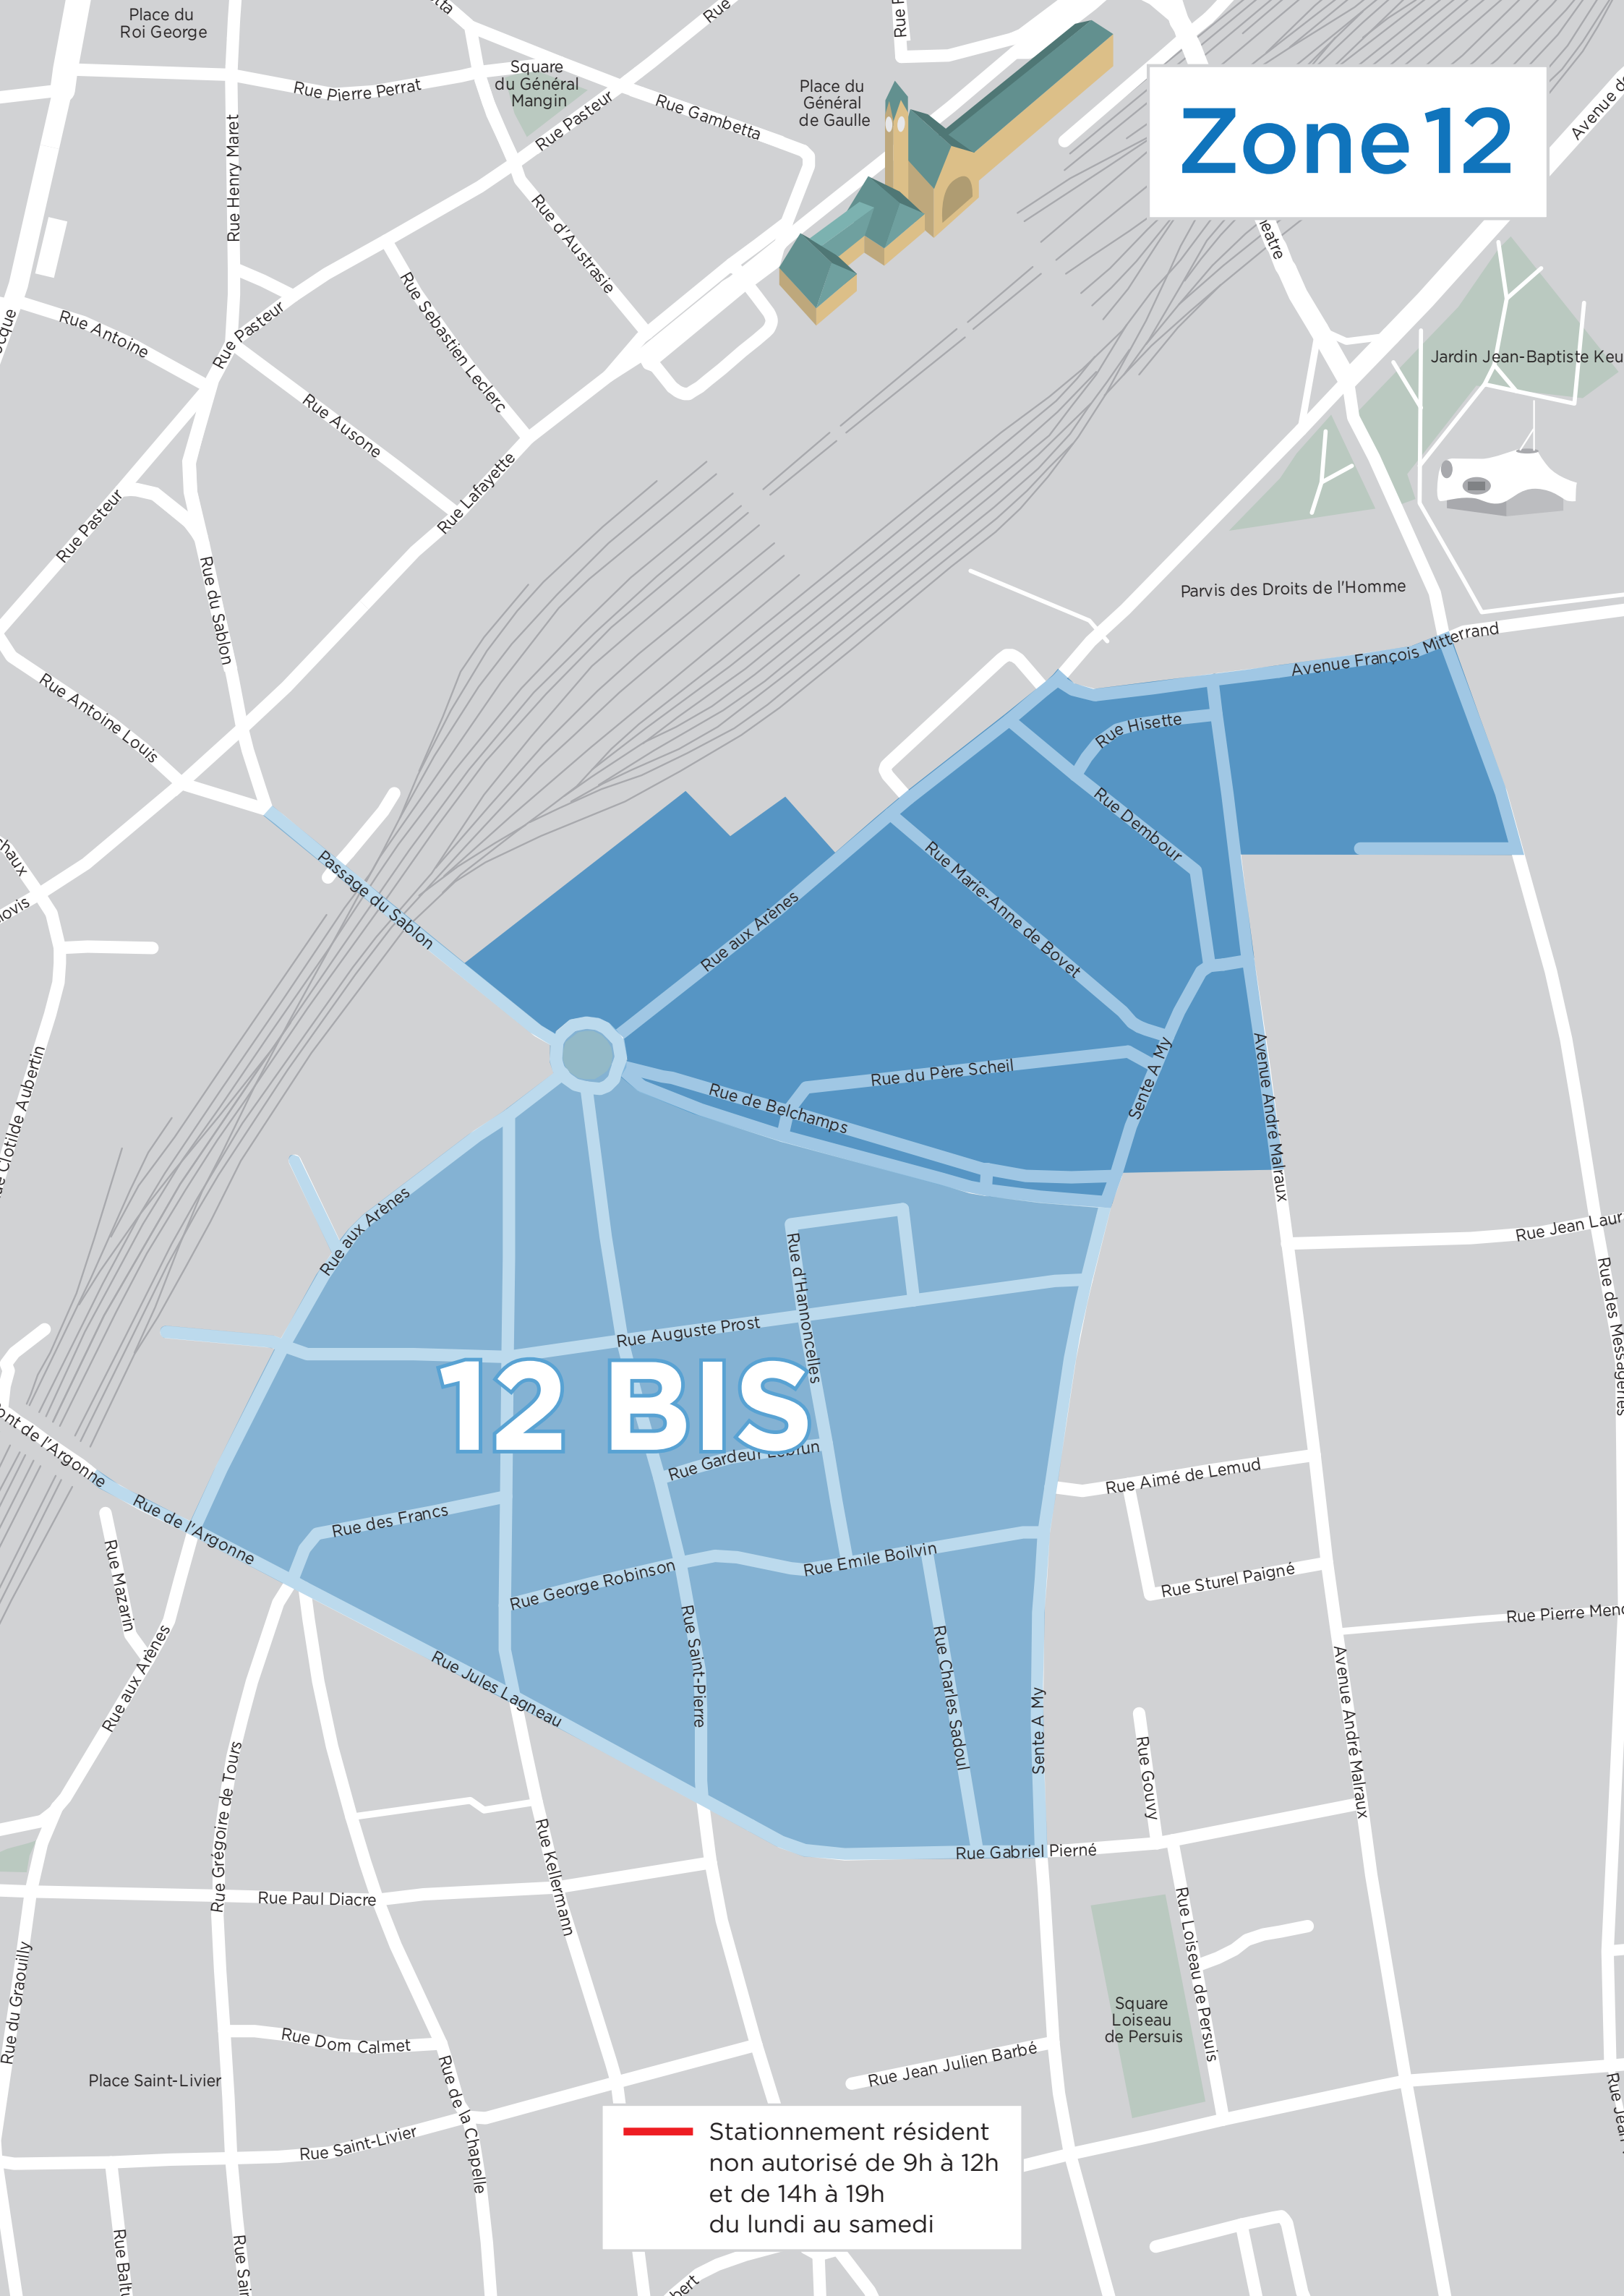 Place du
Roi George
Rue Pierre Perrat
Square
du Général
Mangin
Rue Pasteur
Rue Gambetta
Place du
Général
de Gaulle
Zone 12
Rue Henry Maret
Rue d'Austrasie
Rue Antoine
Rue Pasteur
Rue Sebastien Leclerc
Rue Ausone
Rue Lafayette
Rue Pasteur
Rue du Sablon
Rue Antoine Louis
Jardin Jean-Baptiste Keu
Parvis des Droits de l'Homme
Avenue François Mitterrand
Rue Hisette
Rue Dembour
Rue Marie-Anne de Bovet
Rue aux Arènes
Passage du Sablon
Rue du Père Scheil
Rue de Belchamps
Sente A My
Avenue André Malraux
Rue aux Arènes
Rue d'Hannoncelles
Rue Auguste Prost
12 BIS
Rue Gardeur Lebrun
Rue des Francs
Rue de l'Argonne
Rue George Robinson
Rue Emile Boilvin
Rue Saint-Pierre
Rue Charles Sadoul
Sente A My
Rue Jules Lagneau
Rue Gabriel Pierné
Rue Jean Laur
Rue des Messageries
Rue Aimé de Lemud
Rue Sturel Paigné
Rue Pierre Men
Avenue André Malraux
Rue Gouvy
Rue Mazarin
Rue aux Arènes
Rue Grégoire de Tours
Rue Kellermann
Rue Paul Diacre
Rue du Graouilly
Rue Dom Calmet
Place Saint-Livier
Rue de la Chapelle
Rue Saint-Livier
Square
Loiseau
de Persuis
Rue Loiseau de Persuis
Rue Jean Julien Barbé
Stationnement résident
non autorisé de 9h à 12h
et de 14h à 19h
du lundi au samedi